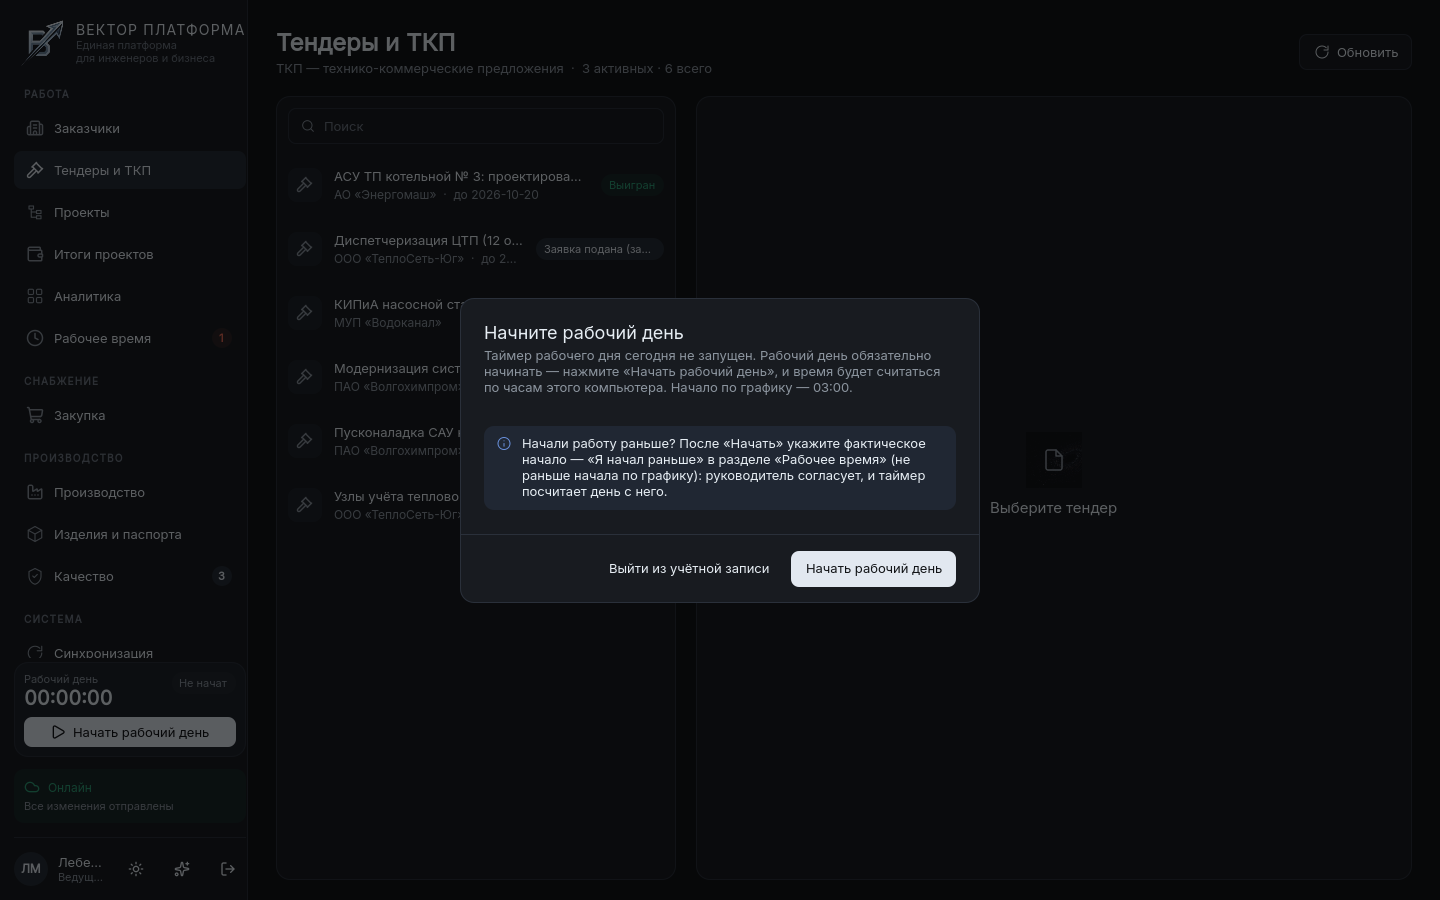 ВЕКТОР ПЛАТФОРМА
Единая платформа
для инженеров и бизнеса
РАБОТА
Заказчики
Тендеры и ТКП
Проекты
Итоги проектов
Аналитика
Рабочее время 1
СНАБЖЕНИЕ
Закупка
ПРОИЗВОДСТВО
Производство
Изделия и паспорта
Качество 3
СИСТЕМА
Синхронизация
Рабочий день
Не начат
00:00:00
Начать рабочий день
Онлайн
Все изменения отправлены
ЛМ
Лебе...
Ведущ...
Тендеры и ТКП
ТКП — технико-коммерческие предложения · 3 активных · 6 всего
Обновить
Поиск
АСУ ТП котельной № 3: проектирова...
АО «Энергомаш» · до 2026-10-20
Выигран
Диспетчеризация ЦТП (12 о...
ООО «ТеплоСеть-Юг» · до 2...
Заявка подана (за...
КИПиА насосной ста
МУП «Водоканал»
Модернизация сист
ПАО «Волгохимпром»
Пусконаладка САУ
ПАО «Волгохимпром»
Узлы учёта теплово
ООО «ТеплоСеть-Юг»
Выберите тендер
Начните рабочий день
Таймер рабочего дня сегодня не запущен. Рабочий день обязательно
начинать — нажмите «Начать рабочий день», и время будет считаться
по часам этого компьютера. Начало по графику — 03:00.
Начали работу раньше? После «Начать» укажите фактическое
начало — «Я начал раньше» в разделе «Рабочее время» (не
раньше начала по графику): руководитель согласует, и таймер
посчитает день с него.
Выйти из учётной записи
Начать рабочий день